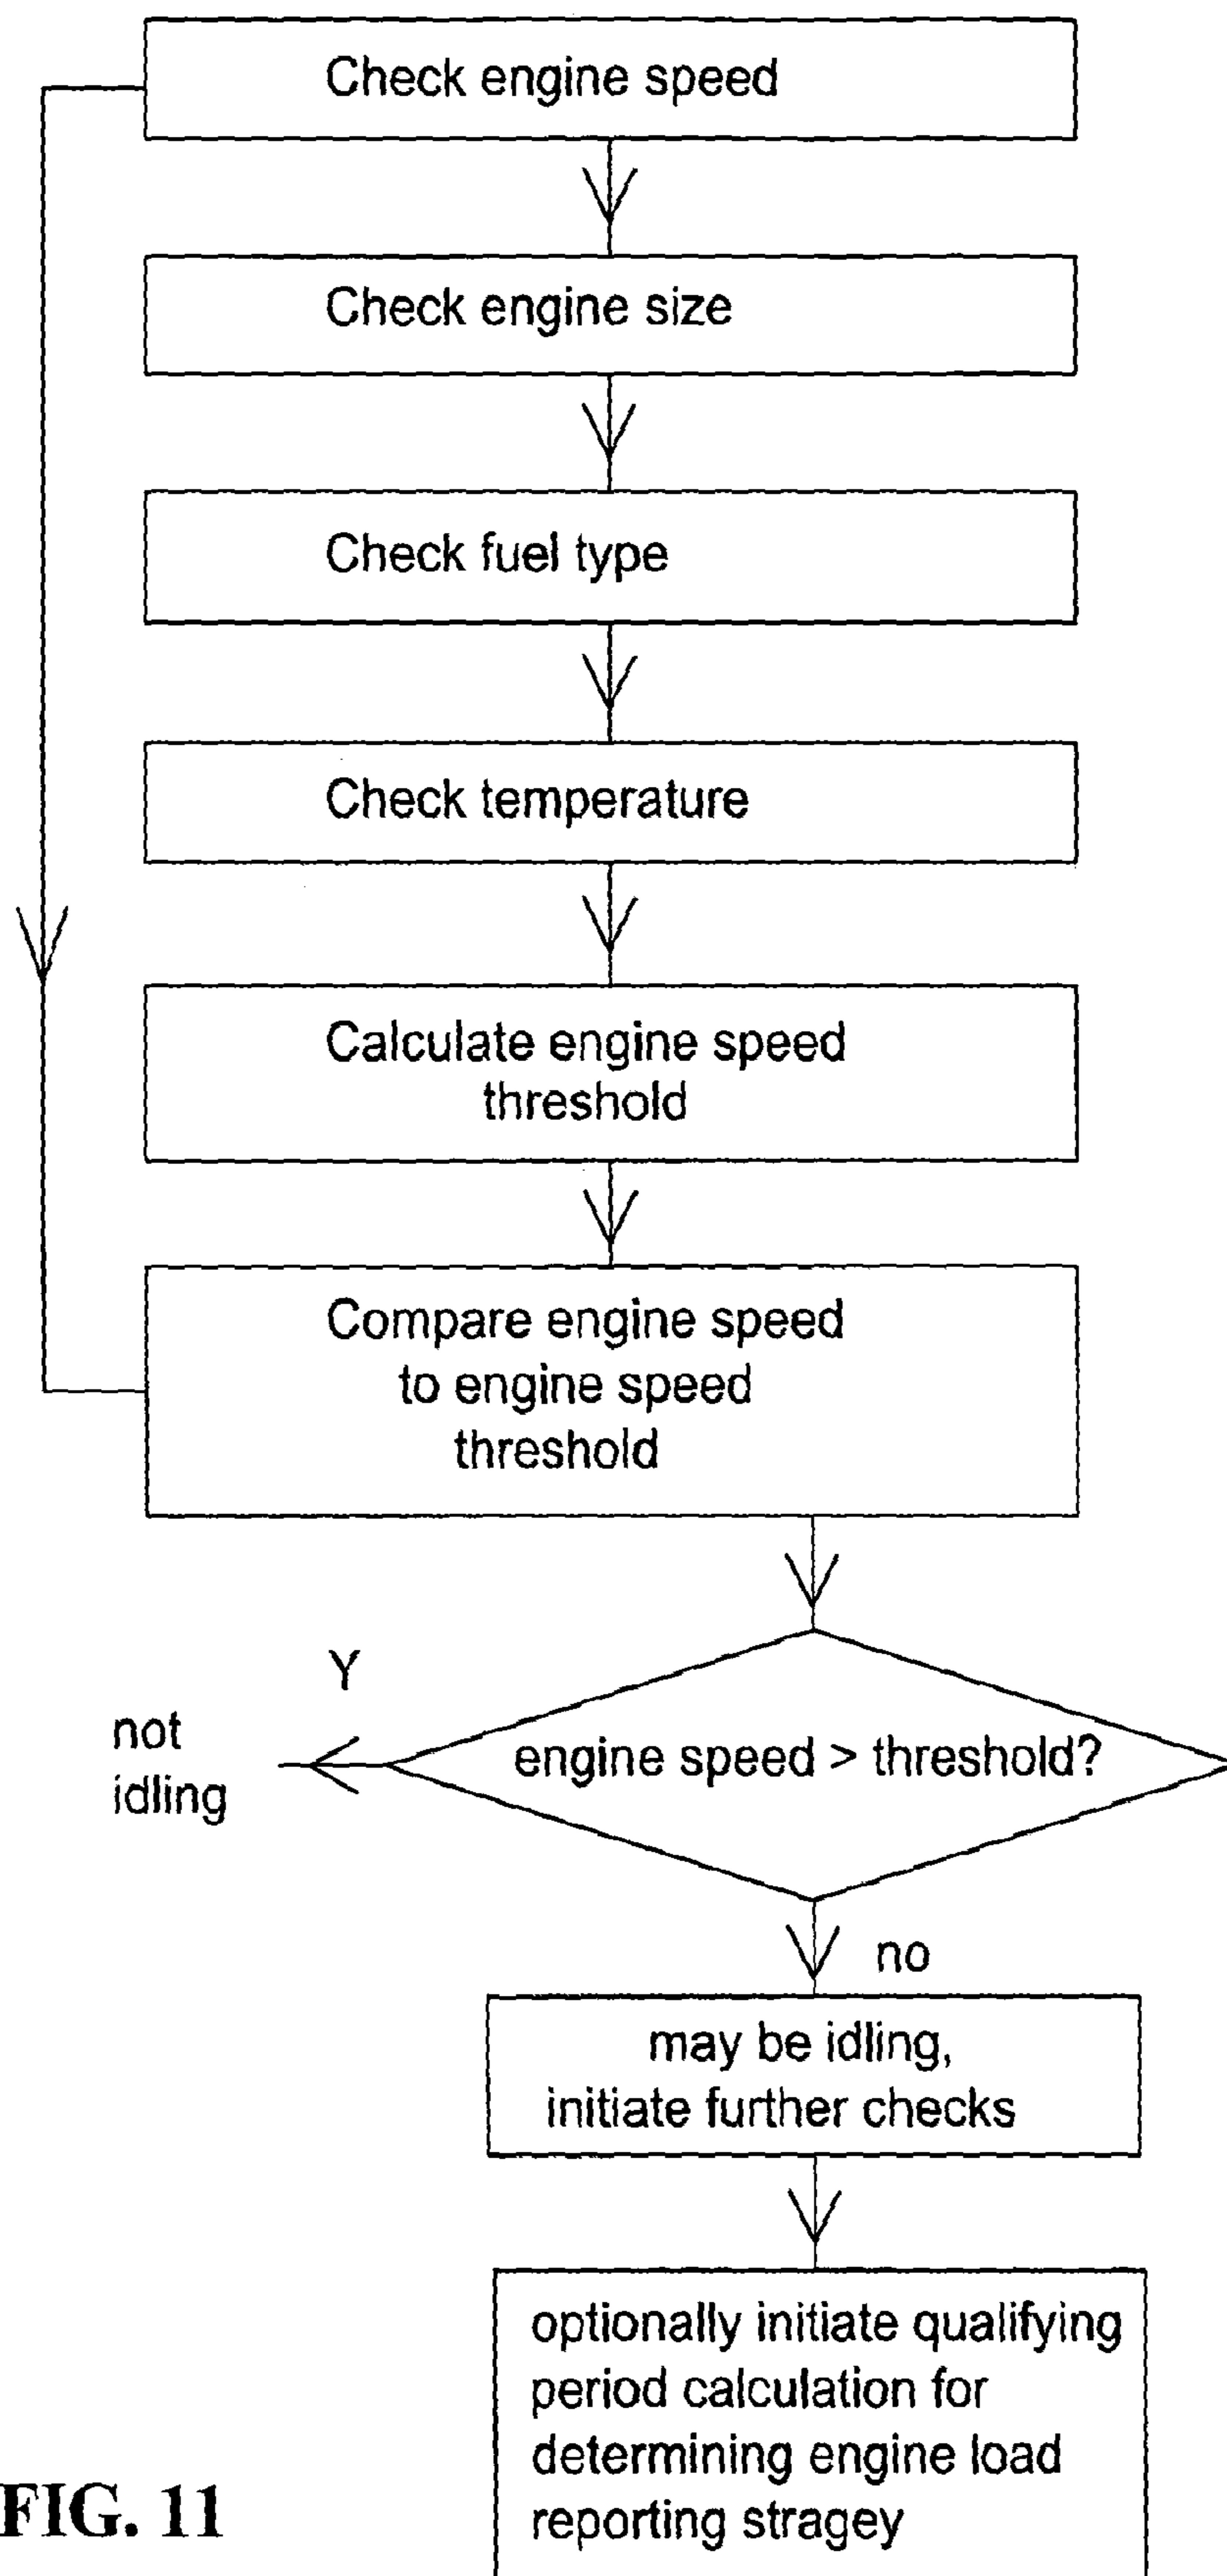 Check engine speed
Check engine size
Check fuel type
Check temperature
Calculate engine speed
threshold
Compare engine speed
to engine speed
threshold
Y
not
idling
engine speed > threshold?
no
may be idling,
initiate further checks
optionally initiate qualifying
period calculation for
determining engine load
reporting stragey
FIG. 11